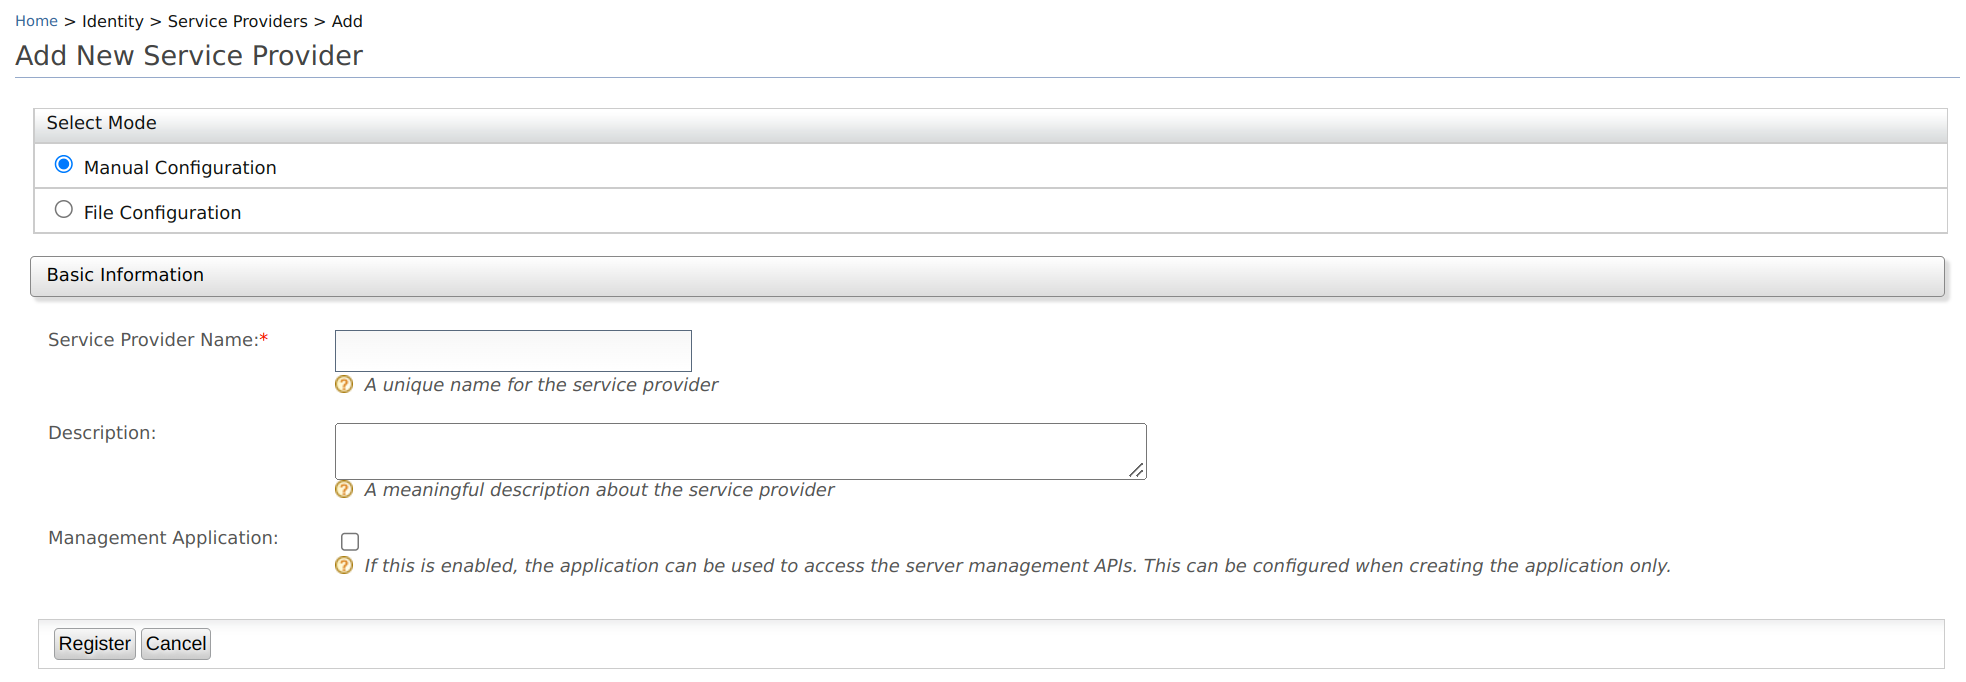 Home > Identity > Service Providers > Add
Add New Service Provider
Select Mode
Manual Configuration
File Configuration
Basic Information
Service Provider Name:*
? A unique name for the service provider
Description:
? A meaningful description about the service provider
Management Application:
? If this is enabled, the application can be used to access the server management APIs. This can be configured when creating the application only.
Register Cancel